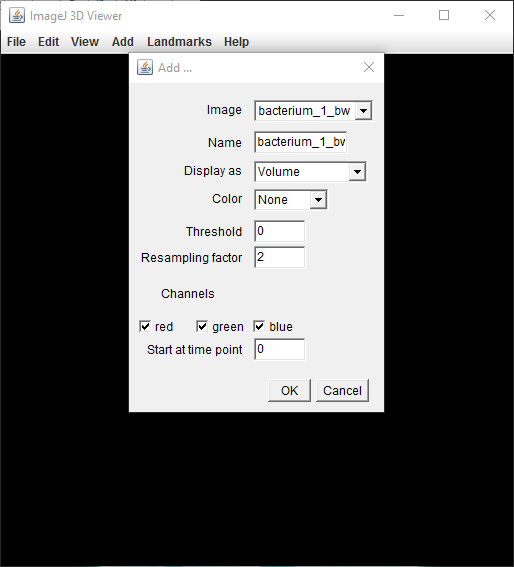 ImageJ 3D Viewer
File Edit View Add Landmarks Help
Add ...
Image bacterium_1_bw
Name bacterium_1_bw
Display as Volume
Color None
Threshold 0
Resampling factor 2
Channels
red green blue
Start at time point 0
OK Cancel